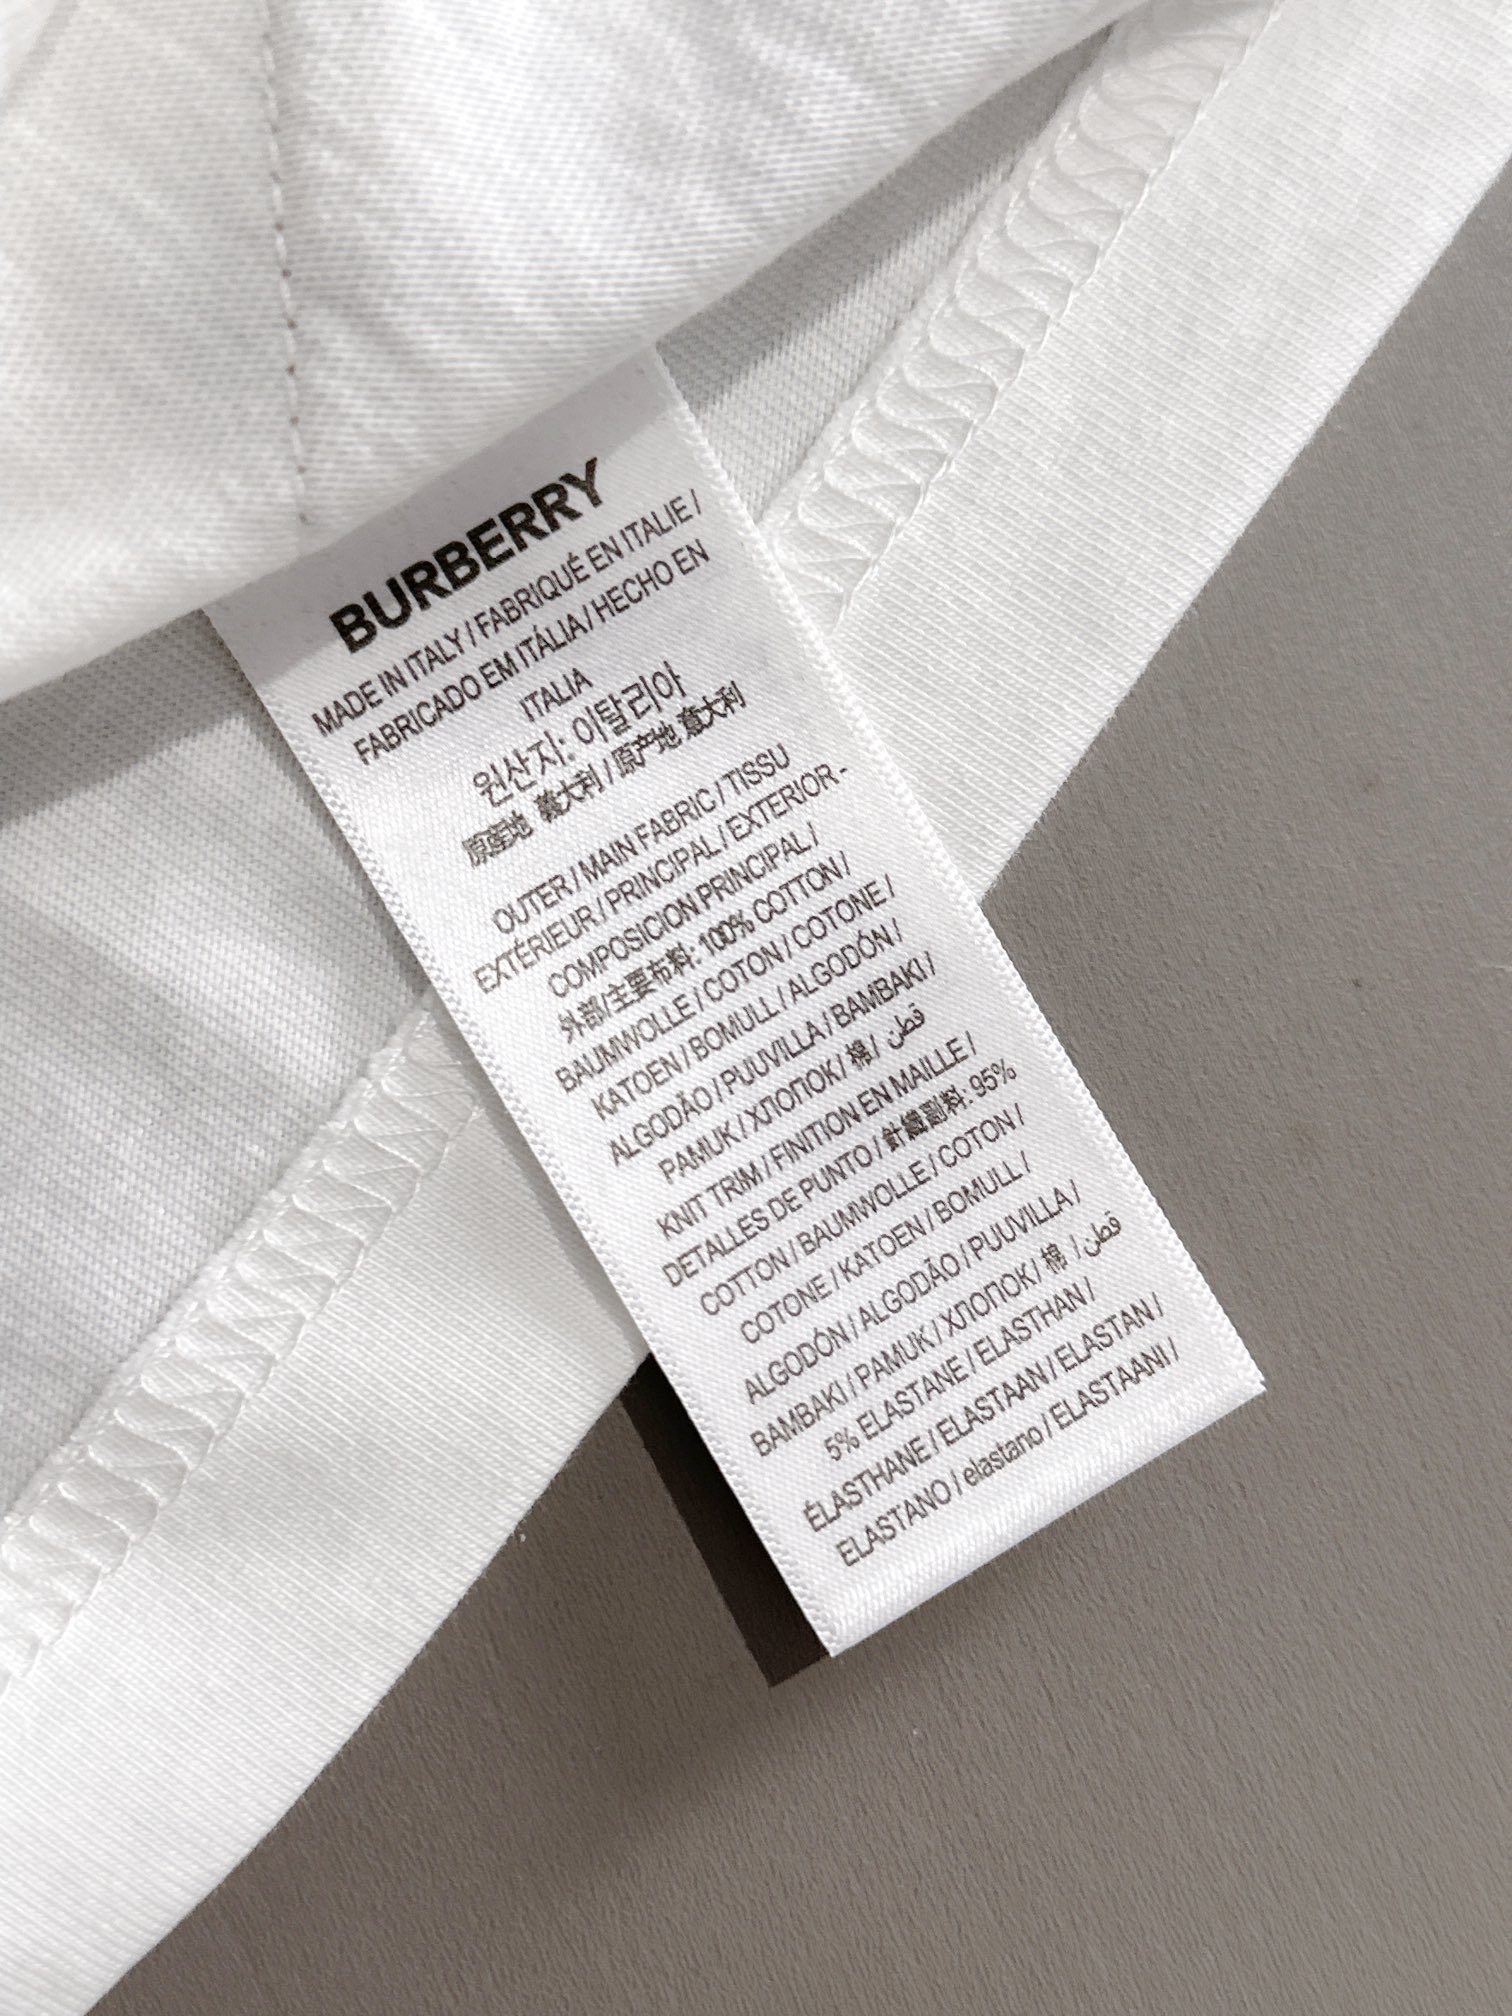 BURBERRY
MADE IN ITALY / FABRIQUÉ EN ITALIE /
FABRICADO EM ITÁLIA / HECHO EN
ITALIA
원산지: 이탈리아
原産地 義大利 / 原产地 意大利
OUTER / MAIN FABRIC / TISSU
EXTÉRIEUR / PRINCIPAL / EXTERIOR -
COMPOSICION PRINCIPAL /
外部/主要布料: 100% COTTON /
BAUMWOLLE / COTON / COTONE /
KATOEN / BOMULL / ALGODÓN /
ALGODÃO / PUUVILLA / BAMBAKI /
PAMUK / ХЛОПОК / 棉 / قطن
KNIT TRIM / FINITION EN MAILLE /
DETALLES DE PUNTO / 針織副料: 95%
COTTON / BAUMWOLLE / COTON /
COTONE / KATOEN / BOMULL /
ALGODÓN / ALGODÃO / PUUVILLA /
BAMBAKI / PAMUK / ХЛОПОК / 棉 / قطن
5% ELASTANE / ELASTHAN /
ÉLASTHANE / ELASTAAN / ELASTAN /
ELASTANO / elastano / ELASTAANI /